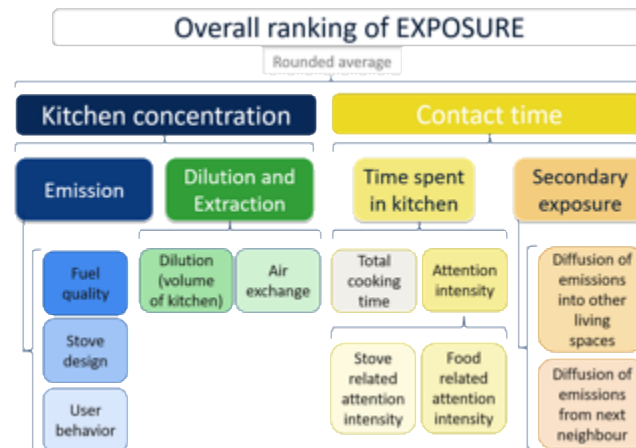 Overall ranking of EXPOSURE
Rounded average
Kitchen concentration
Contact time
Emission
Dilution and
Extraction
Time spent
in kitchen
Secondary
exposure
Fuel
quality
Stove
design
User
behavior
Dilution
(volume
of kitchen)
Air
exchange
Total
cooking
time
Attention
intensity
Stove
related
attention
intensity
Food
related
attention
intensity
Diffusion of
emissions
into other
living
spaces
Diffusion of
emissions
from next
neighbour